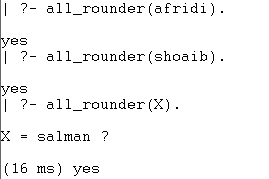 | ?- all_rounder(afridi).
yes
| ?- all_rounder(shoaib).
yes
| ?- all_rounder(X).
X = salman ?
(16 ms) yes